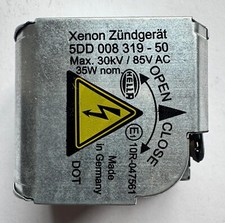 Xenon Zündgerät
5DD 008 319 - 50
Max. 30kV / 85V AC
35W nom.
HELLA
OPEN
CLOSE
E1
10R-047561
Made
in Germany
DOT